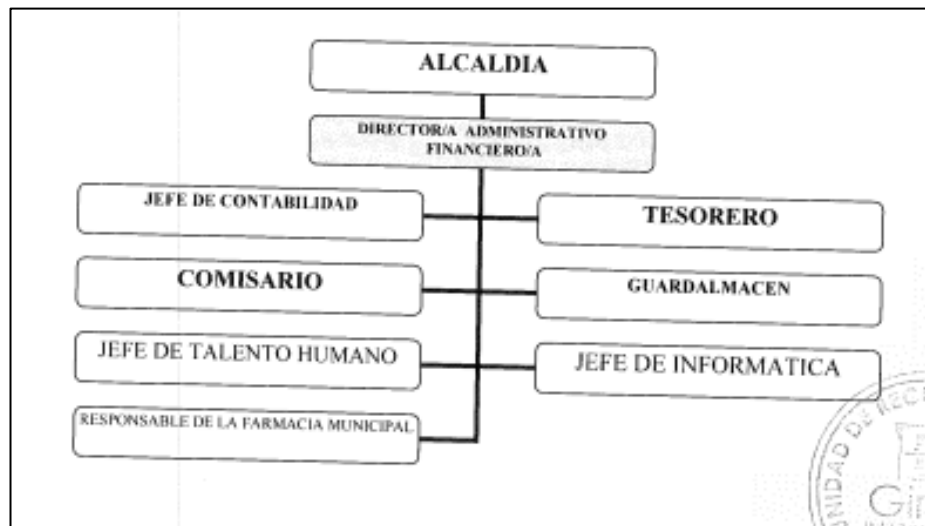 ALCALDIA
DIRECTOR/A ADMINISTRATIVO
FINANCIERO/A
JEFE DE CONTABILIDAD
TESORERO
COMISARIO
GUARDALMACEN
JEFE DE TALENTO HUMANO
JEFE DE INFORMATICA
RESPONSABLE DE LA FARMACIA MUNICIPAL